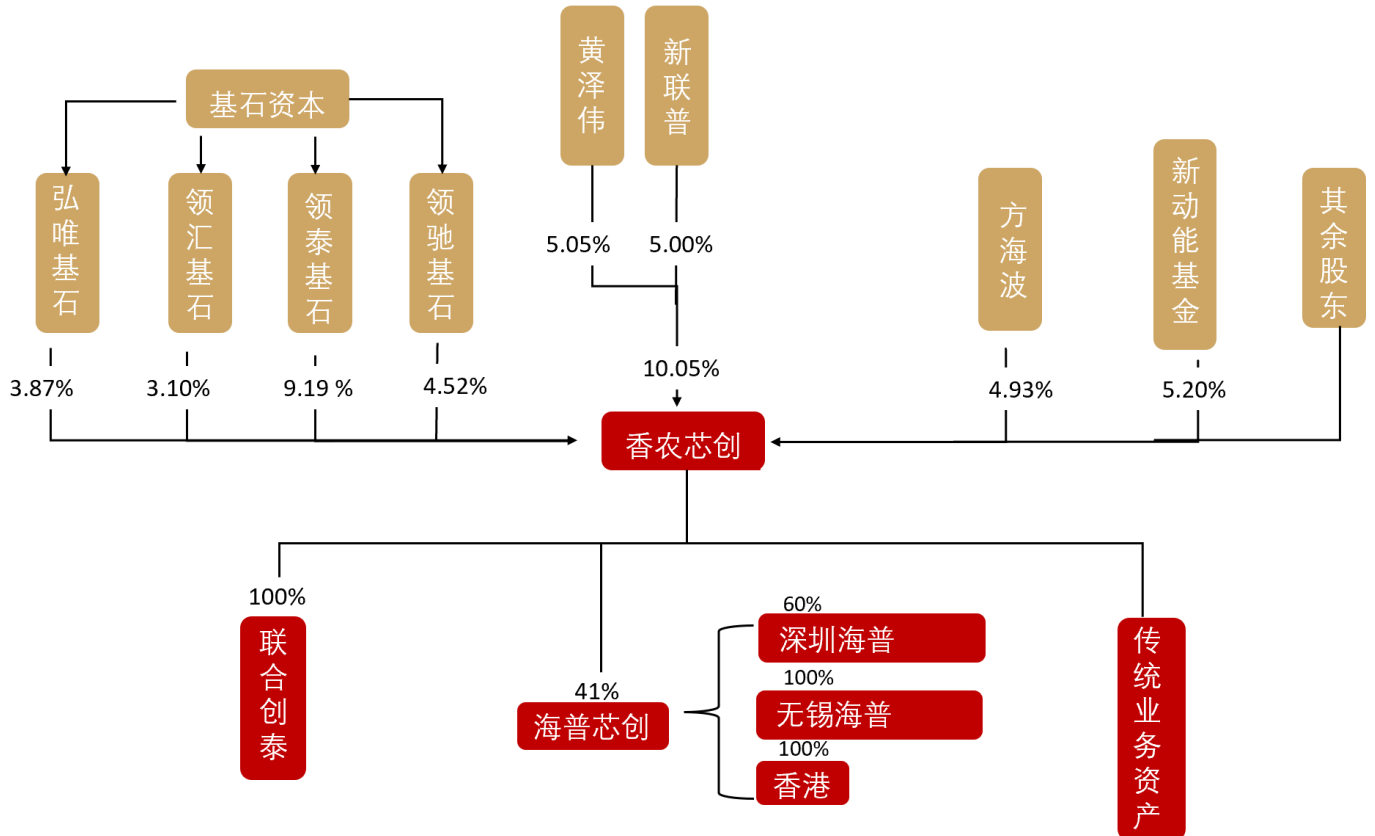 黄泽伟
新联普
基石资本
弘唯基石
领汇基石
领泰基石
领驰基石
方海波
新动能基金
其余股东
5.05%
5.00%
10.05%
3.87%
3.10%
9.19 %
4.52%
4.93%
5.20%
香农芯创
100%
联合创泰
41%
海普芯创
60%
深圳海普
100%
无锡海普
100%
香港
传统业务资产